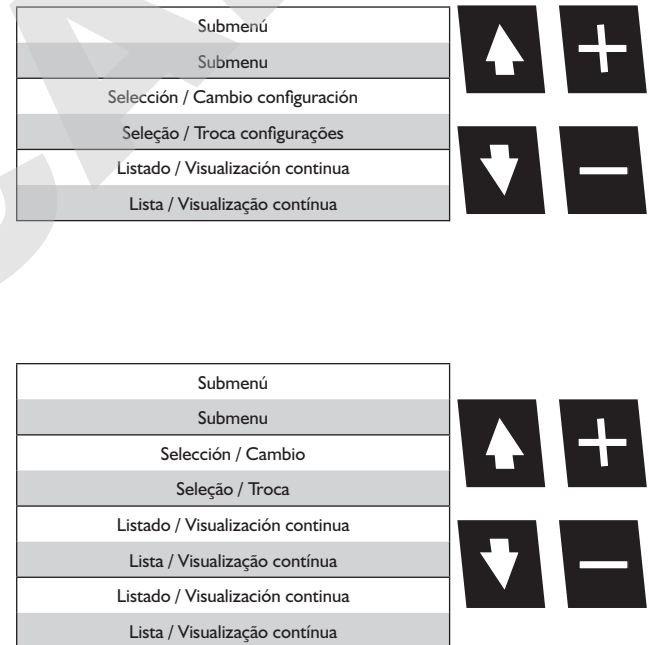 Submenú
Submenu
Selección / Cambio configuración
Seleção / Troca configurações
Listado / Visualización continua
Lista / Visualização contínua
Submenú
Submenu
Selección / Cambio
Seleção / Troca
Listado / Visualización continua
Lista / Visualização contínua
Listado / Visualización continua
Lista / Visualização contínua